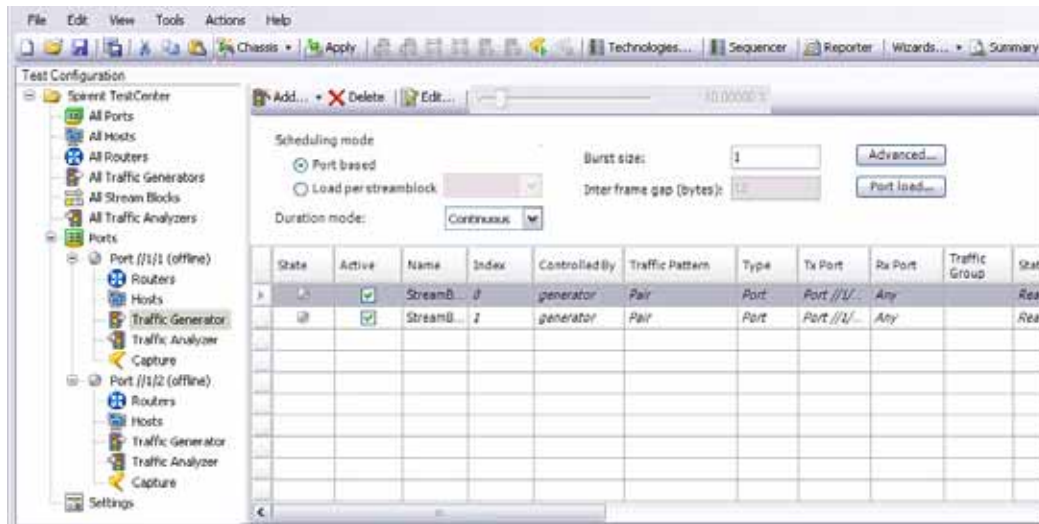 File Edit View Tools Actions Help
Chassis Apply Technologies... Sequencer Reporter Wizards... Summary
Test Configuration
Spirent TestCenter
All Ports
All Hosts
All Routers
All Traffic Generators
All Stream Blocks
All Traffic Analyzers
Ports
Port //1/1 (offline)
Routers
Hosts
Traffic Generator
Traffic Analyzer
Capture
Port //1/2 (offline)
Routers
Hosts
Traffic Generator
Traffic Analyzer
Capture
Settings
Add... Delete Edit... 10.00000 %
Scheduling mode
Port based
Load per streamblock
Duration mode: Continuous
Burst size: 1 Advanced...
Inter frame gap (bytes): 12 Port load...
State Active Name Index Controlled By Traffic Pattern Type Tx Port Rx Port Traffic Group Stat
StreamB... 0 generator Pair Port Port //1/... Any Rea
StreamB... 1 generator Pair Port Port //1/... Any Rea